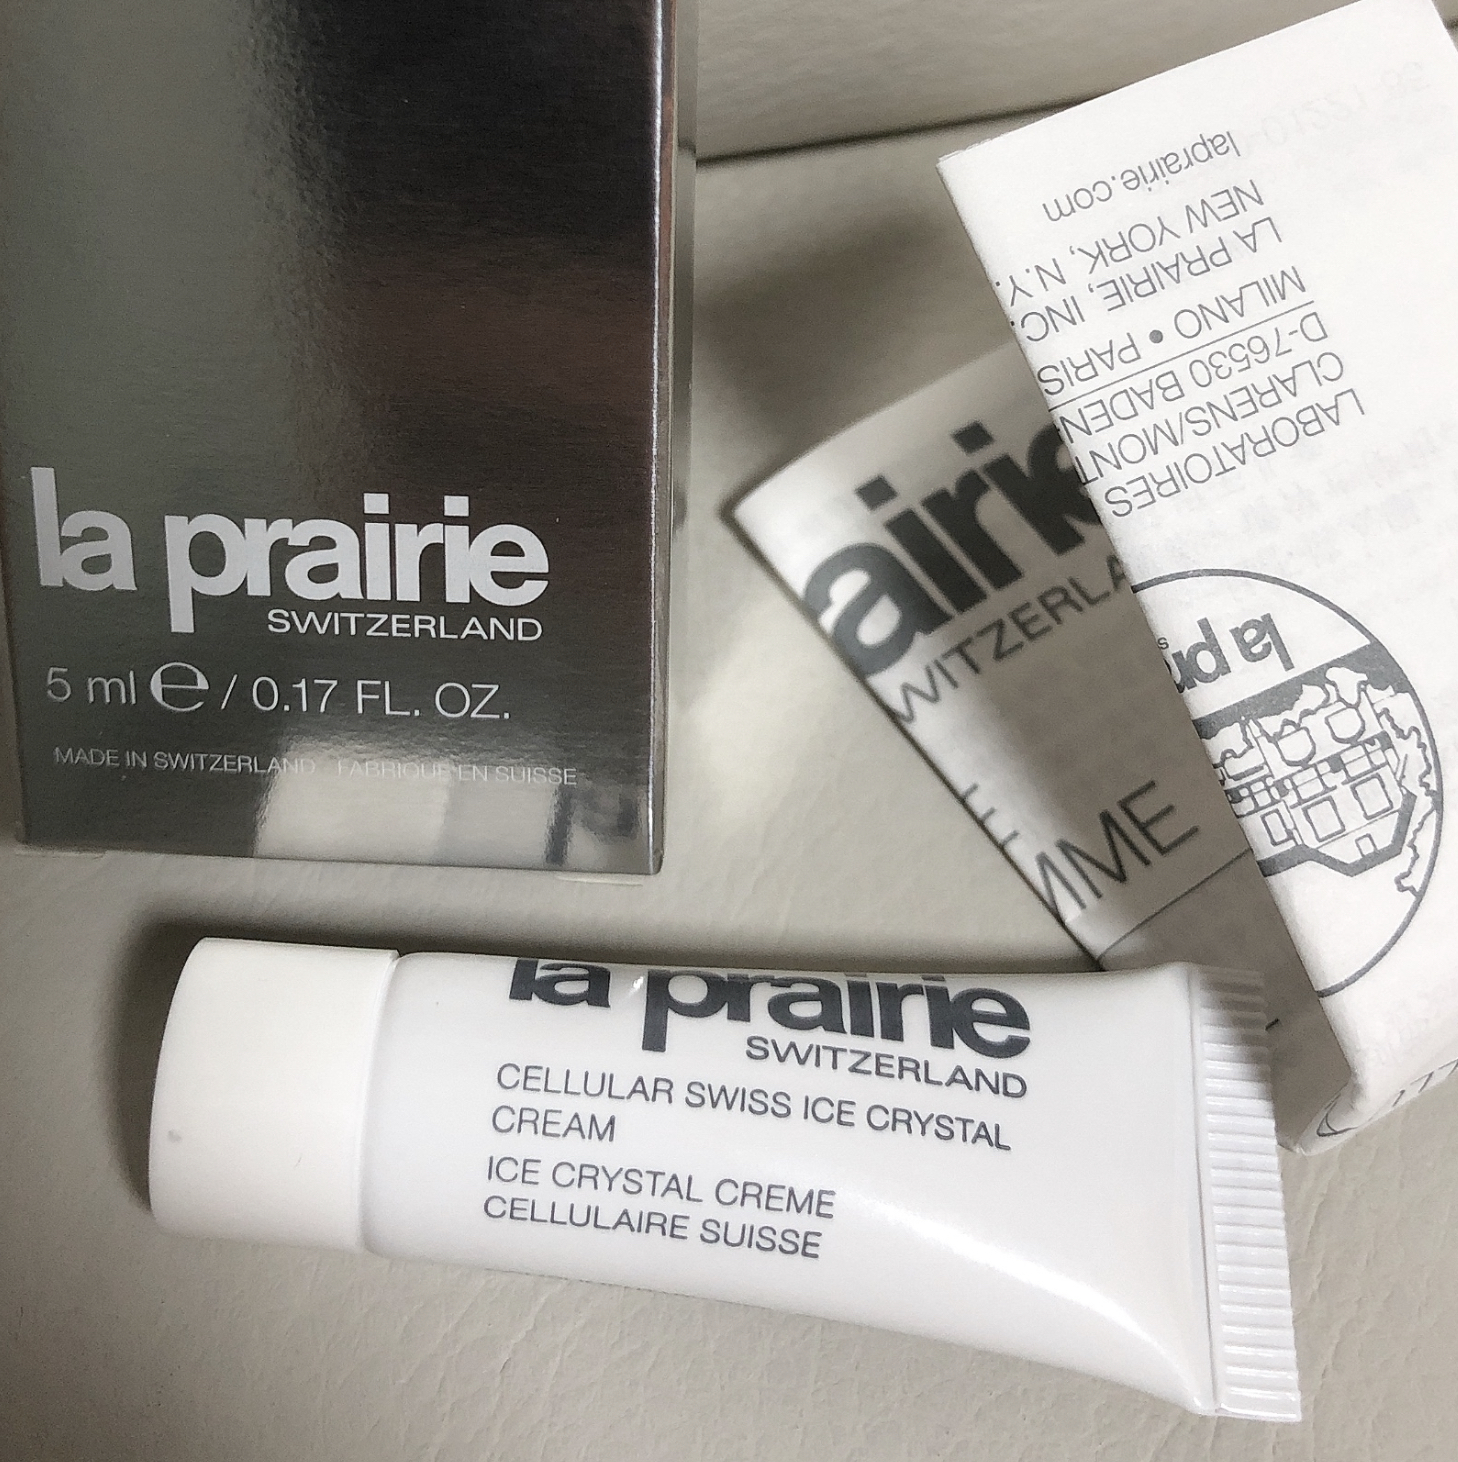 la prairie
SWITZERLAND
5 ml e / 0.17 FL. OZ.
MADE IN SWITZERLAND FABRIQUÉ EN SUISSE
la prairie
SWITZERLAND
CELLULAR SWISS ICE CRYSTAL
CREAM
ICE CRYSTAL CREME
CELLULAIRE SUISSE
airie
WITZERLA
MME
la pra
LABORATOIRES
CLARENS/MONT
D-76530 BADEN-
MILANO • PARIS
LA PRAIRIE, INC.
NEW YORK, N.Y.
laprairie.com